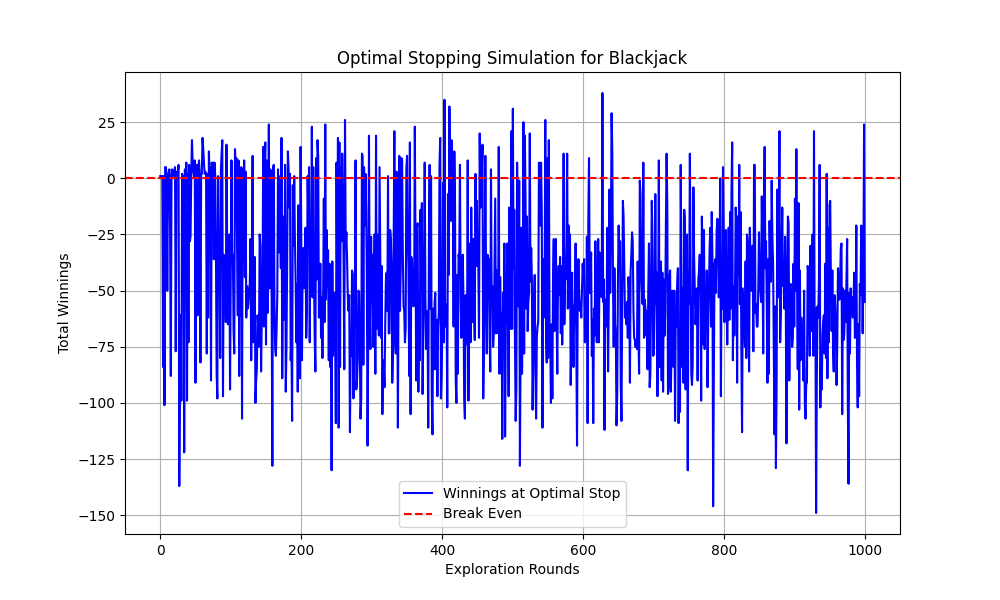 Optimal Stopping Simulation for Blackjack
Total Winnings
25
0
−25
−50
−75
−100
−125
−150
Winnings at Optimal Stop
Break Even
0 200 400 600 800 1000
Exploration Rounds